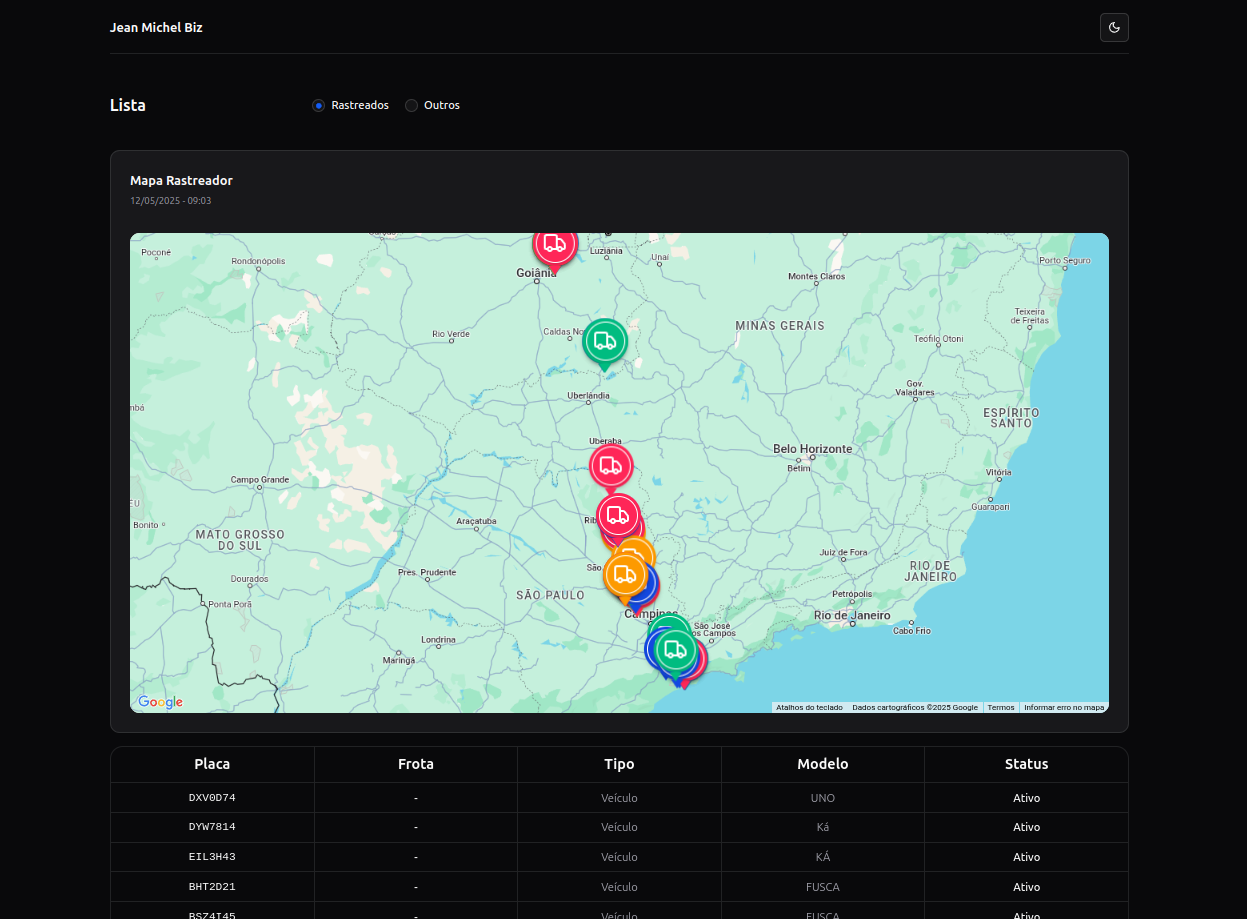 Jean Michel Biz
Lista
Rastreados
Outros
Mapa Rastreador
12/05/2025 - 09:03
Poconé
Rondonópolis
Goiânia
Luziânia
Unaí
Montes Claros
Porto Seguro
Teixeira
de Freitas
Rio Verde
Caldas No
MINAS GERAIS
Teófilo Otoni
Uberlândia
Gov.
Valadares
ESPÍRITO
SANTO
Uberaba
Belo Horizonte
Betim
Vitória
Guarapari
Campo Grande
Bonito
MATO GROSSO
DO SUL
Araçatuba
Rib
São
Juiz de Fora
Dourados
Pres. Prudente
SÃO PAULO
RIO DE
JANEIRO
Petrópolis
Ponta Porã
Campinas
São José
os Campos
Rio de Janeiro
Cabo Frio
Londrina
Maringá
Google
Atalhos do teclado
Dados cartográficos ©2025 Google
Termos
Informar erro no mapa
Placa Frota Tipo Modelo Status
DXV0D74 - Veículo UNO Ativo
DYW7814 - Veículo Ká Ativo
EIL3H43 - Veículo KÁ Ativo
BHT2D21 - Veículo FUSCA Ativo
BSZ4I45 - Veículo FUSCA Ativo